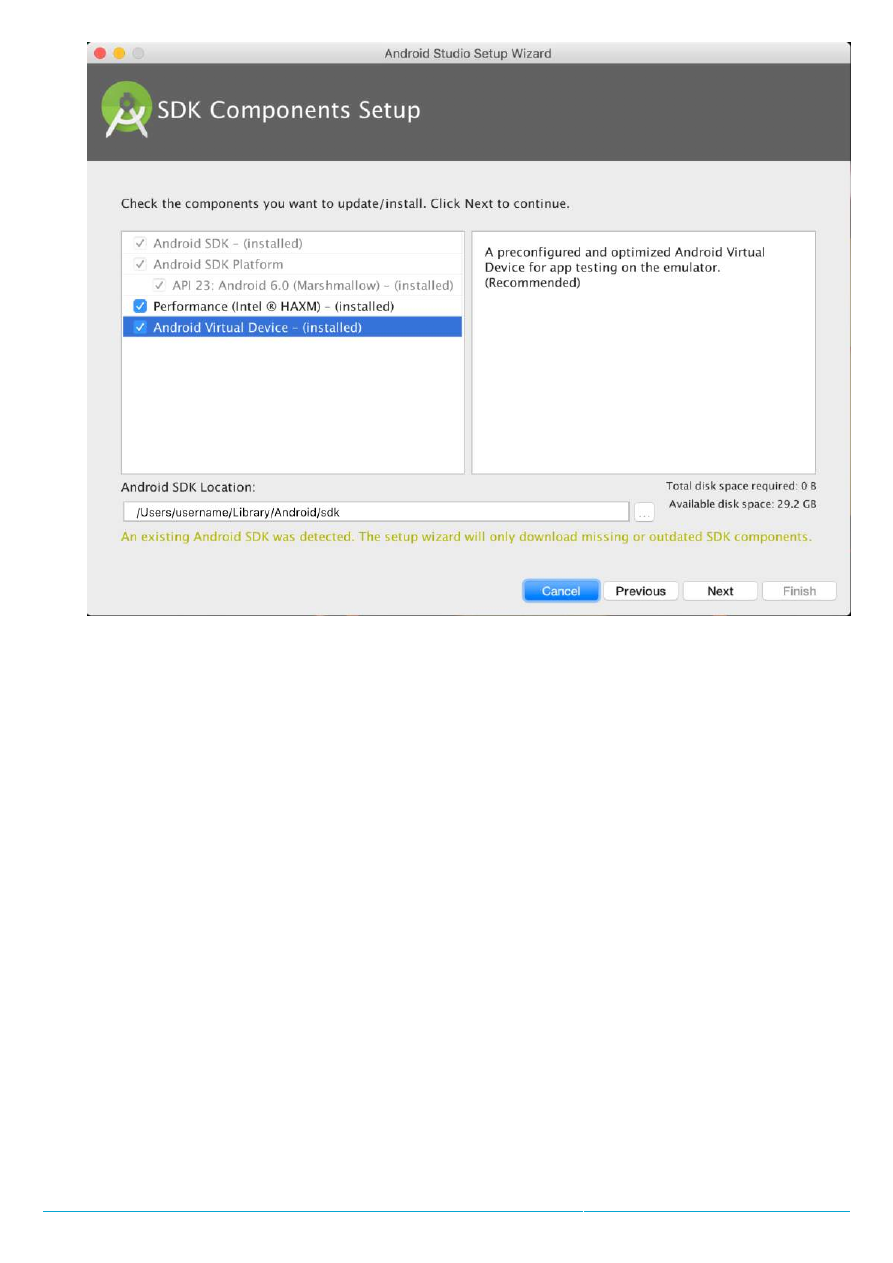 Android Studio Setup Wizard
SDK Components Setup
Check the components you want to update/install. Click Next to continue.
Android SDK – (installed)
Android SDK Platform
API 23: Android 6.0 (Marshmallow) – (installed)
Performance (Intel ® HAXM) – (installed)
Android Virtual Device – (installed)
A preconfigured and optimized Android Virtual
Device for app testing on the emulator.
(Recommended)
Android SDK Location:
Total disk space required: 0 B
/Users/username/Library/Android/sdk
...
Available disk space: 29.2 GB
An existing Android SDK was detected. The setup wizard will only download missing or outdated SDK components.
Cancel
Previous
Next
Finish